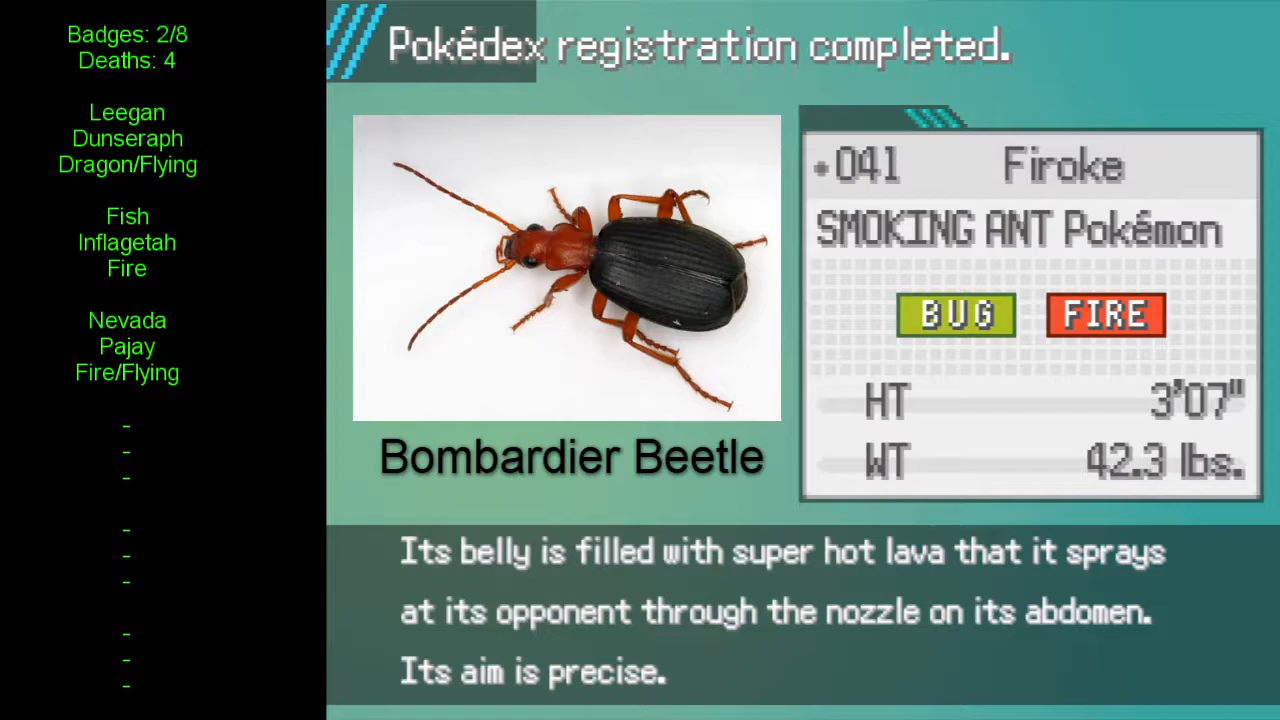 Badges: 2/8
Deaths: 4
Leegan
Dunseraph
Dragon/Flying
Fish
Inflagetah
Fire
Nevada
Pajay
Fire/Flying
-
-
-
-
-
-
-
-
-
Pokédex registration completed.
Bombardier Beetle
•041 Firoke
SMOKING ANT Pokémon
BUG FIRE
HT 3'07"
WT 42.3 lbs.
Its belly is filled with super hot lava that it sprays
at its opponent through the nozzle on its abdomen.
Its aim is precise.